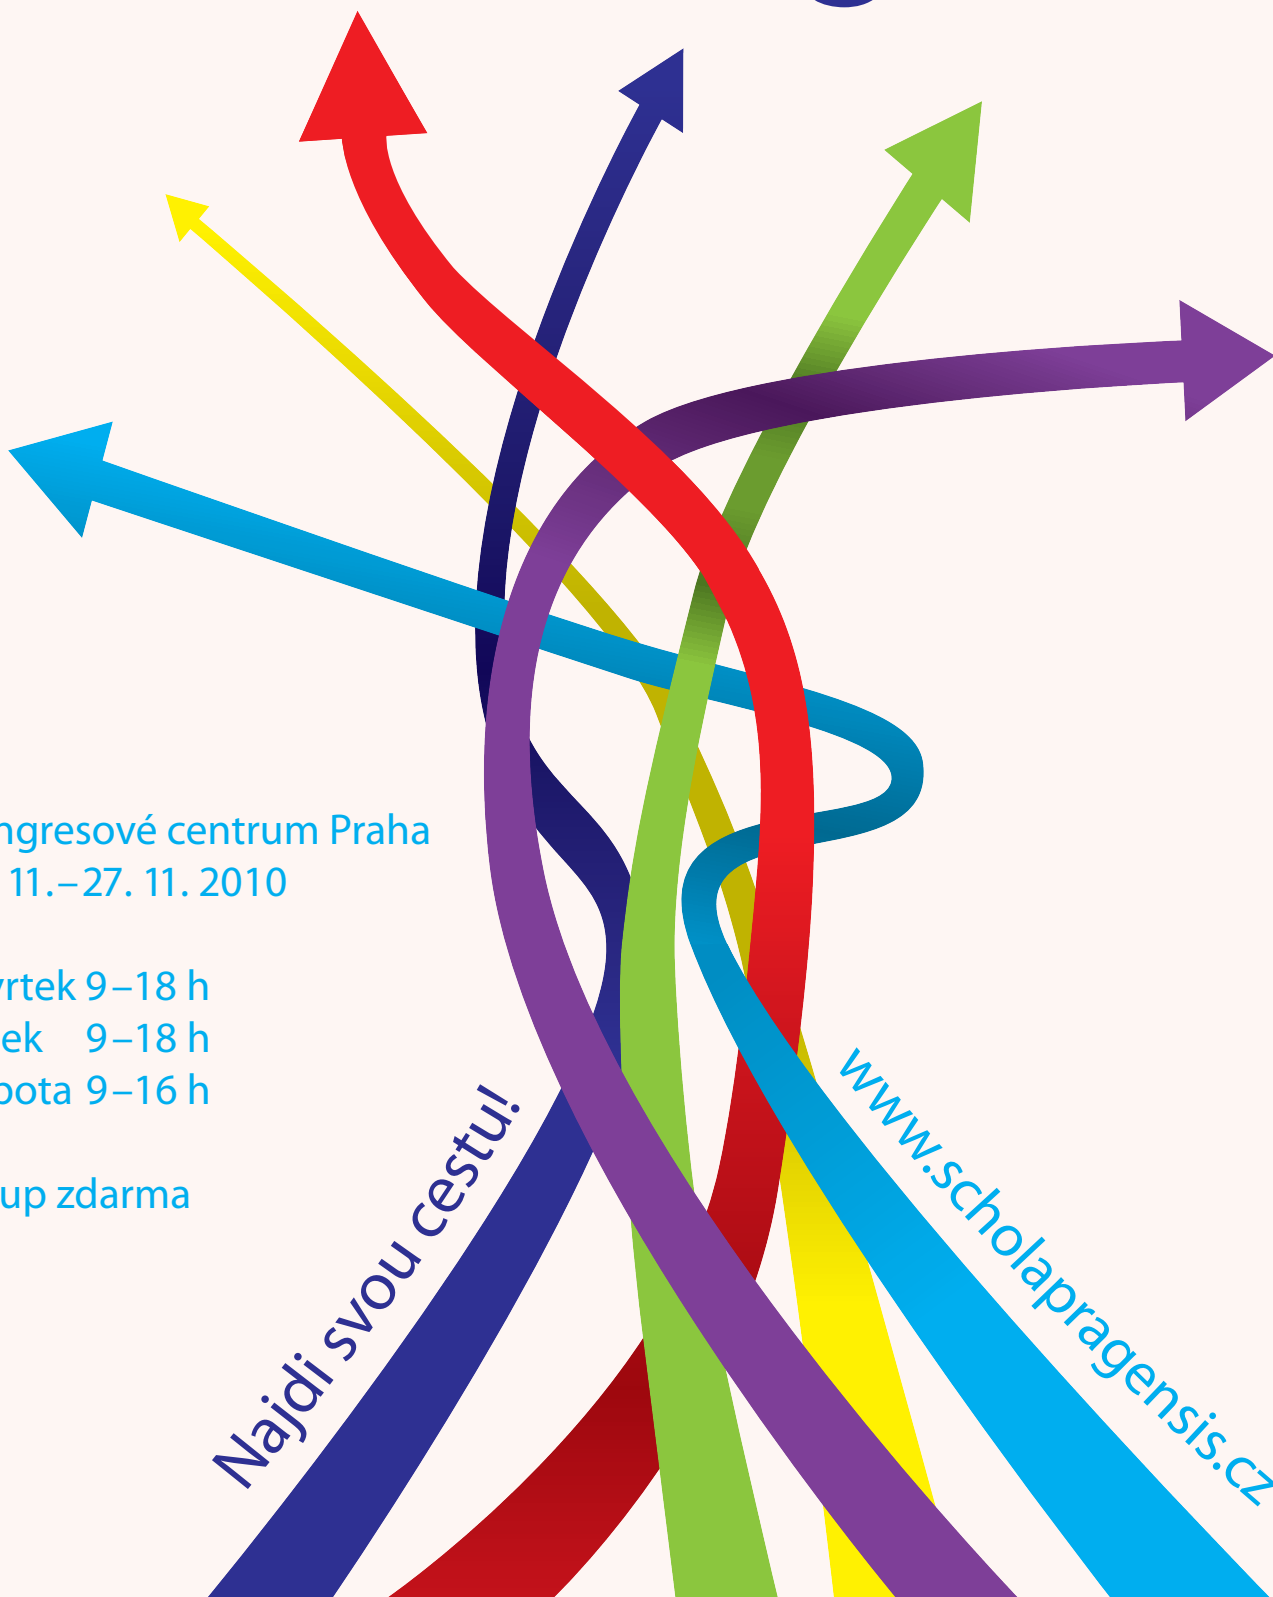 ngresové centrum Praha
11.–27. 11. 2010
vrtek 9–18 h
ek 9–18 h
bota 9–16 h
up zdarma
Najdi svou cestu!
www.scholapragensis.cz